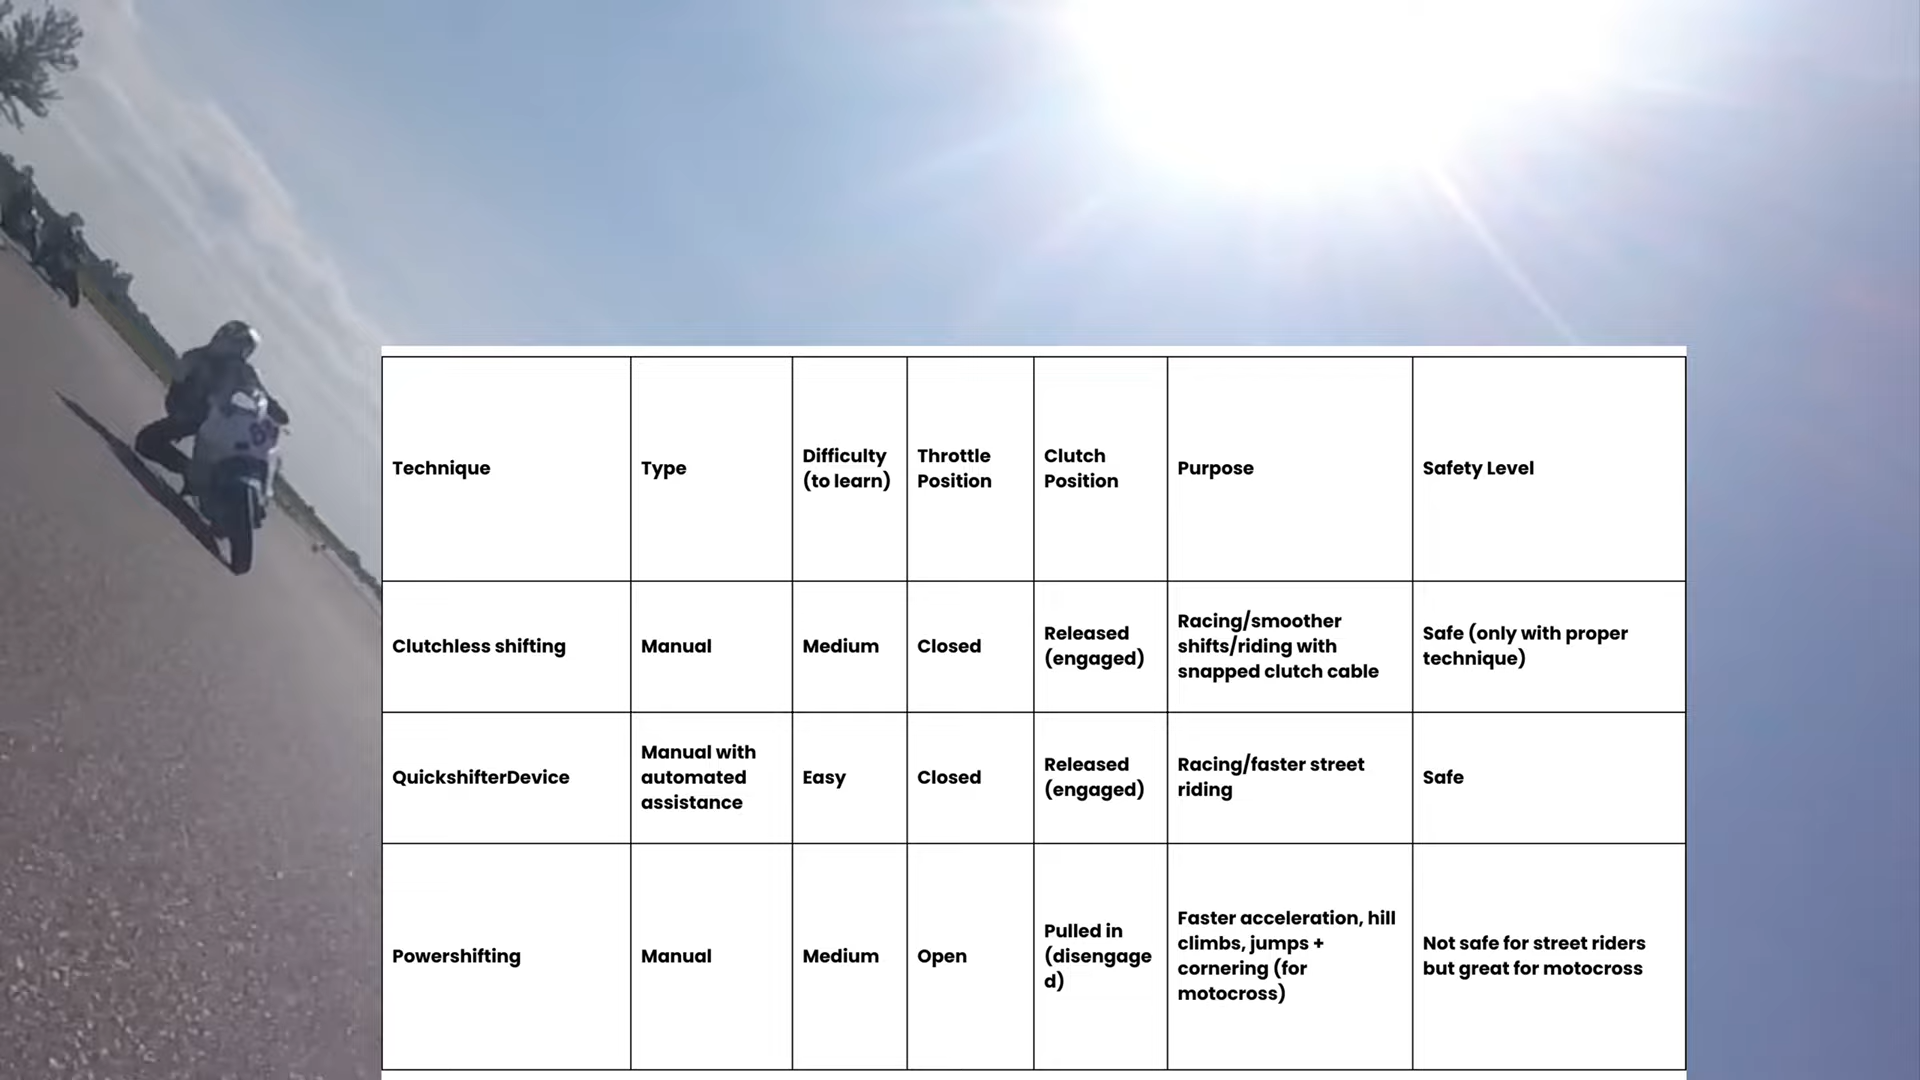 Technique
Type
Difficulty
(to learn)
Throttle
Position
Clutch
Position
Purpose
Safety Level
Clutchless shifting
Manual
Medium
Closed
Released
(engaged)
Racing/smoother
shifts/riding with
snapped clutch cable
Safe (only with proper
technique)
QuickshifterDevice
Manual with
automated
assistance
Easy
Closed
Released
(engaged)
Racing/faster street
riding
Safe
Powershifting
Manual
Medium
Open
Pulled in
(disengage
d)
Faster acceleration, hill
climbs, jumps +
cornering (for
motocross)
Not safe for street riders
but great for motocross